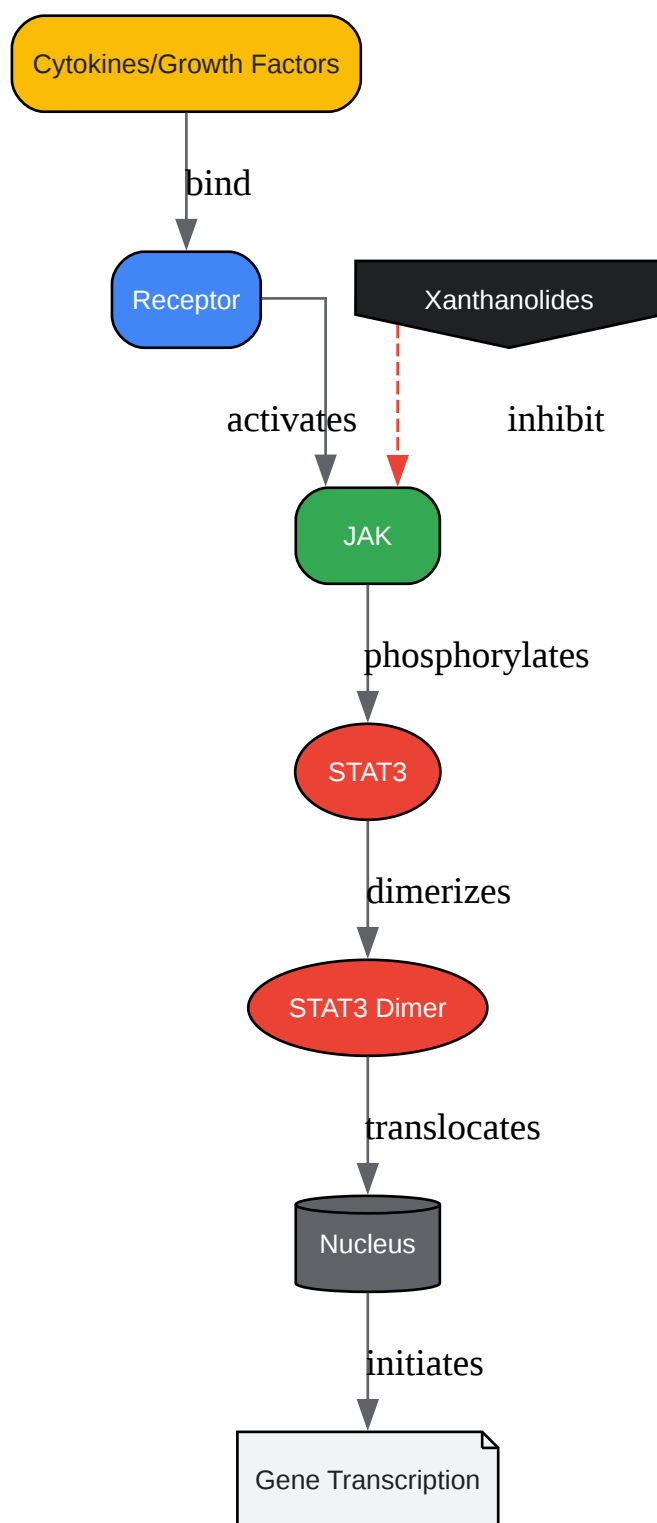 Cytokines/Growth Factors
bind
Receptor
Xanthanolides
activates
inhibit
JAK
phosphorylates
STAT3
dimerizes
STAT3 Dimer
translocates
Nucleus
initiates
Gene Transcription